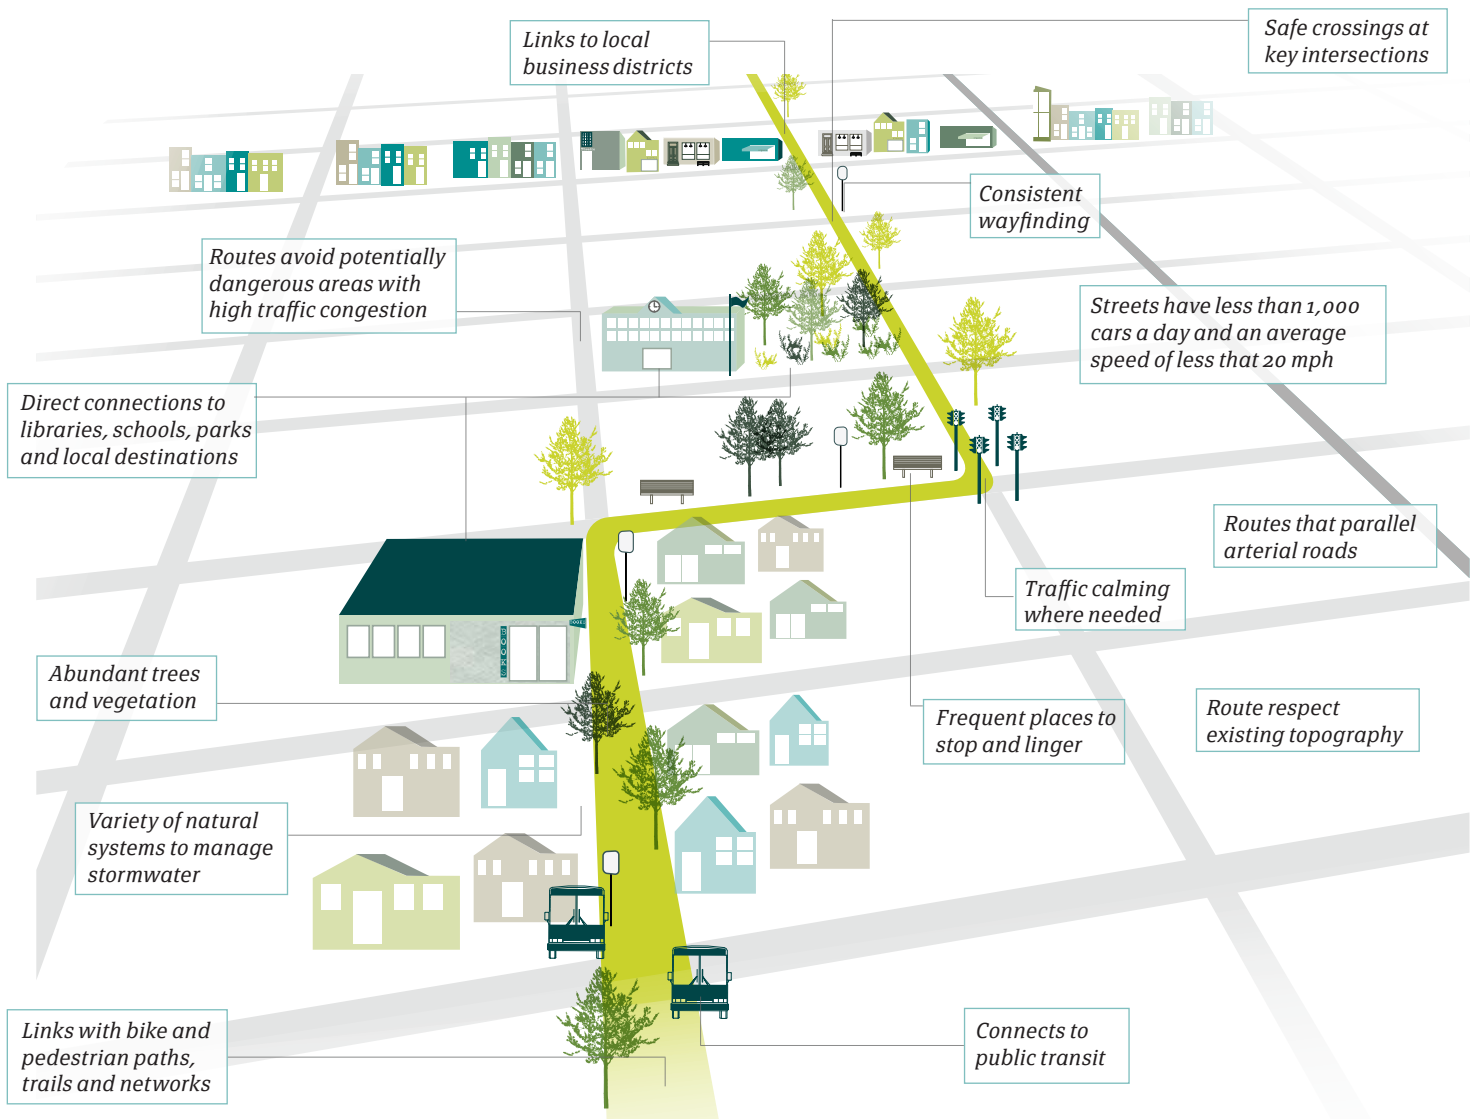 Links to local
business districts
Safe crossings at
key intersections
Consistent
wayfinding
Routes avoid potentially
dangerous areas with
high traffic congestion
Streets have less than 1,000
cars a day and an average
speed of less that 20 mph
Direct connections to
libraries, schools, parks
and local destinations
Routes that parallel
arterial roads
Traffic calming
where needed
BOOKS
Abundant trees
and vegetation
Frequent places to
stop and linger
Route respect
existing topography
Variety of natural
systems to manage
stormwater
Links with bike and
pedestrian paths,
trails and networks
Connects to
public transit